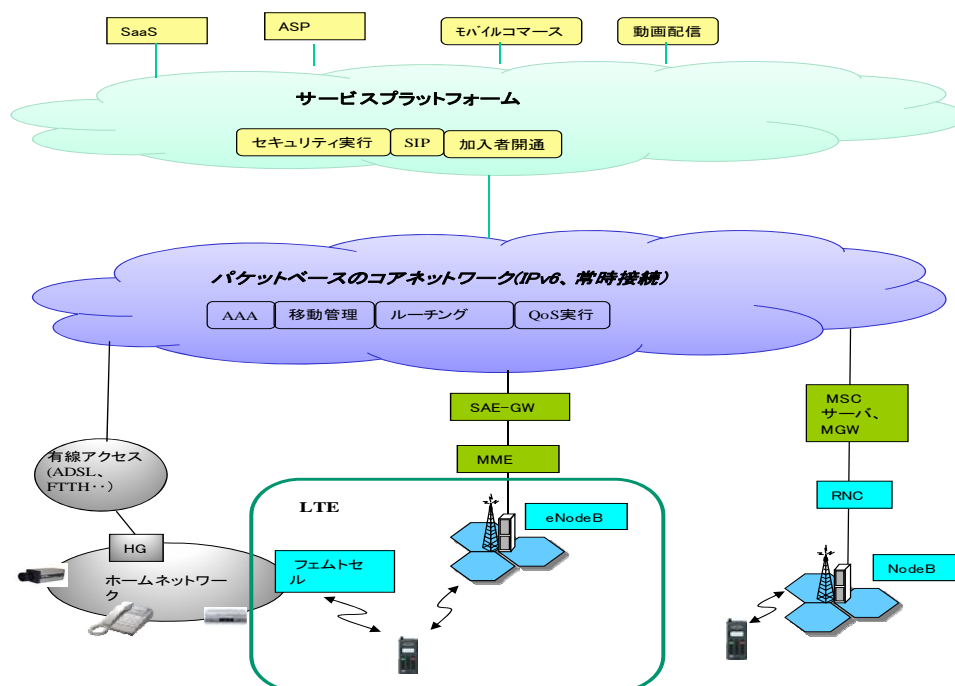 SaaS
ASP
モバイルコマース
動画配信
サービスプラットフォーム
セキュリティ実行
SIP
加入者開通
パケットベースのコアネットワーク(IPv6、常時接続)
AAA
移動管理
ルーチング
QoS実行
SAE-GW
MSC
サーバ、
MGW
有線アクセス
(ADSL、
FTTH‥)
MME
RNC
LTE
eNodeB
HG
フェムトセ
ル
NodeB
ホームネットワー
ク